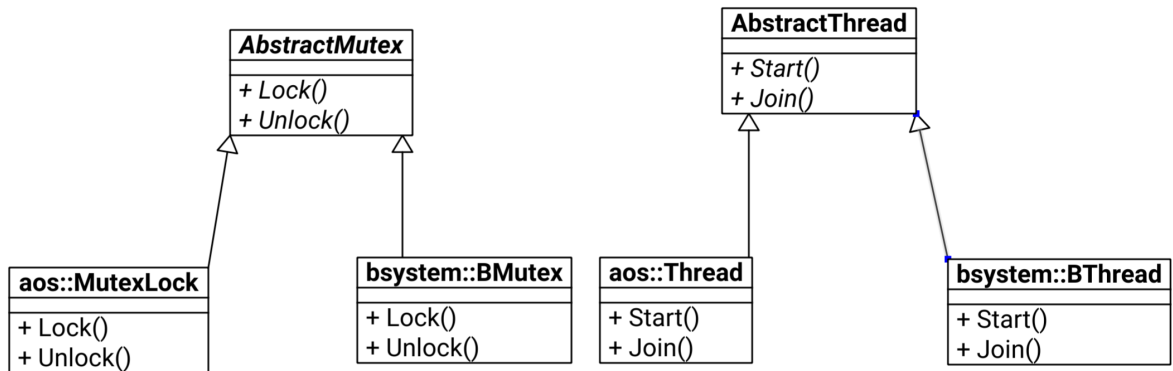 AbstractMutex
+ Lock()
+ Unlock()
AbstractThread
+ Start()
+ Join()
aos::MutexLock
+ Lock()
+ Unlock()
bsystem::BMutex
+ Lock()
+ Unlock()
aos::Thread
+ Start()
+ Join()
bsystem::BThread
+ Start()
+ Join()